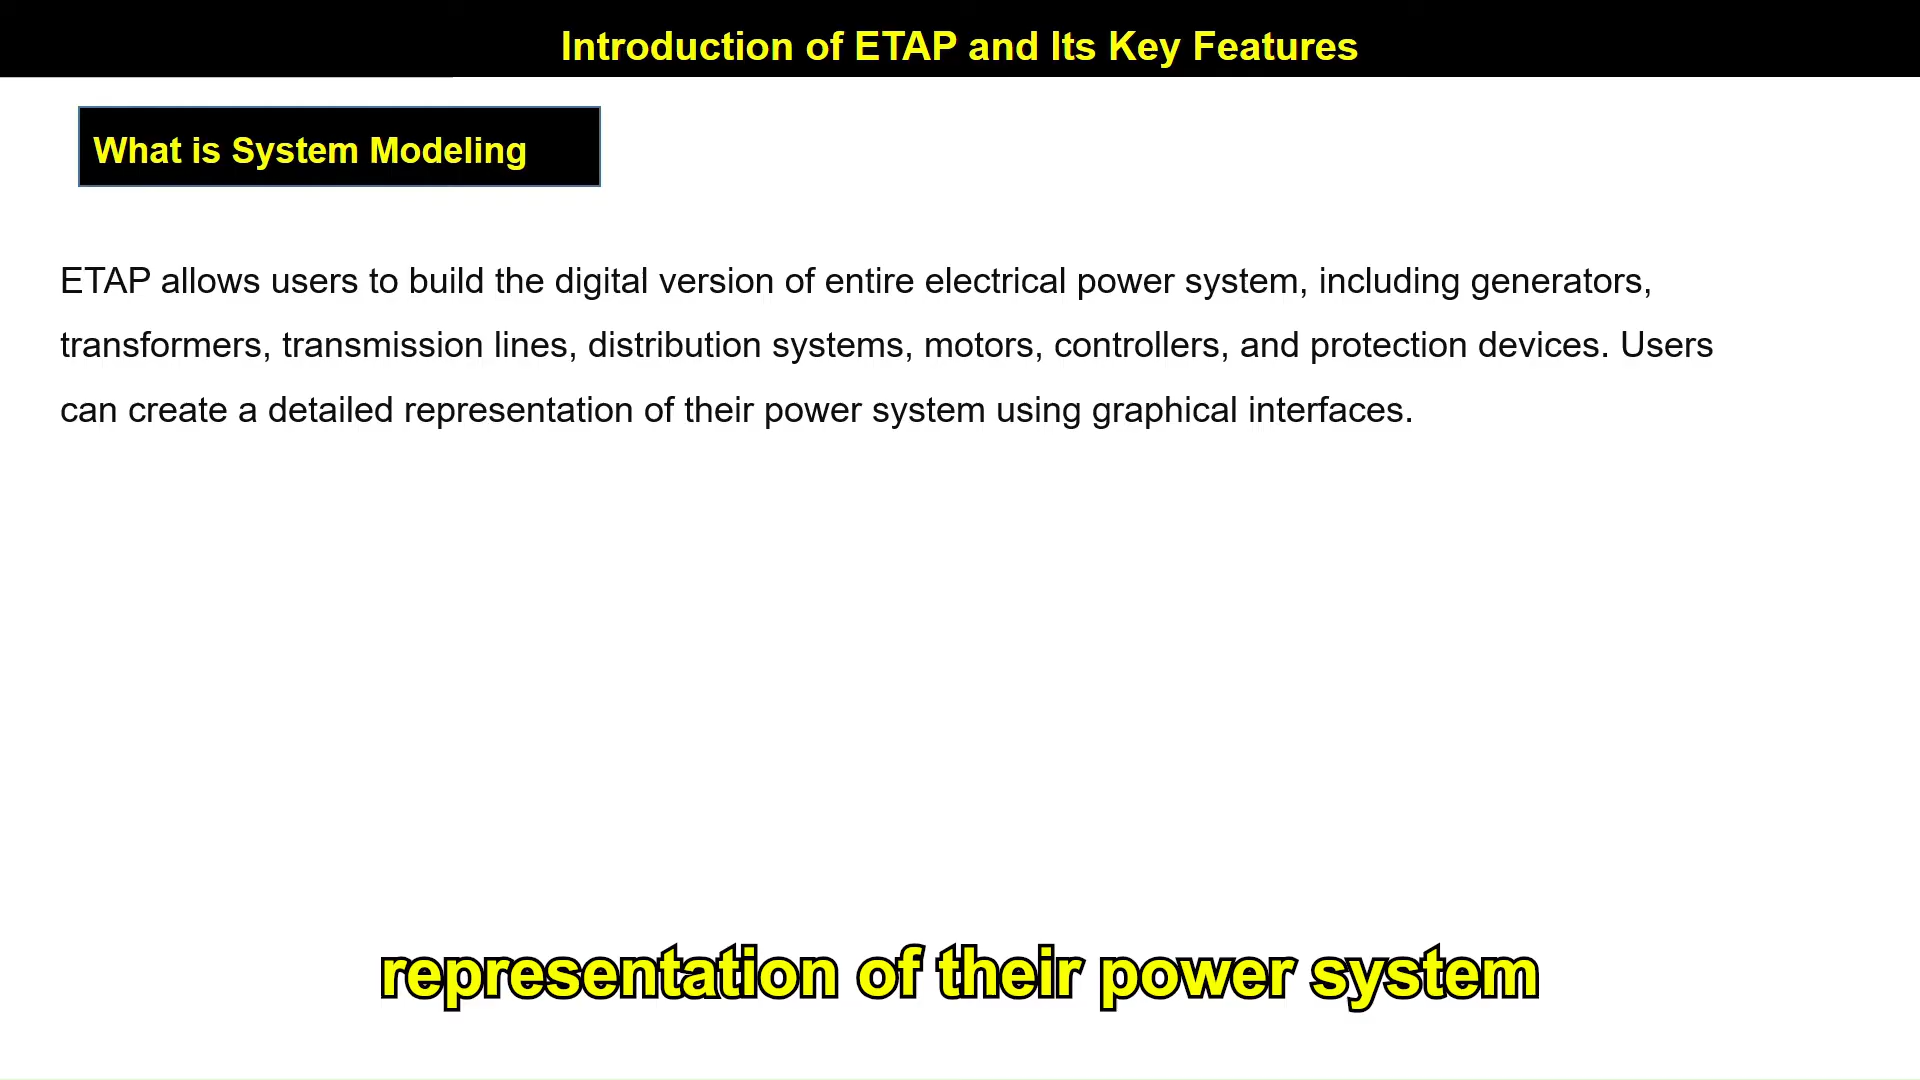 Introduction of ETAP and Its Key Features
What is System Modeling
ETAP allows users to build the digital version of entire electrical power system, including generators,
transformers, transmission lines, distribution systems, motors, controllers, and protection devices. Users
can create a detailed representation of their power system using graphical interfaces.
representation of their power system